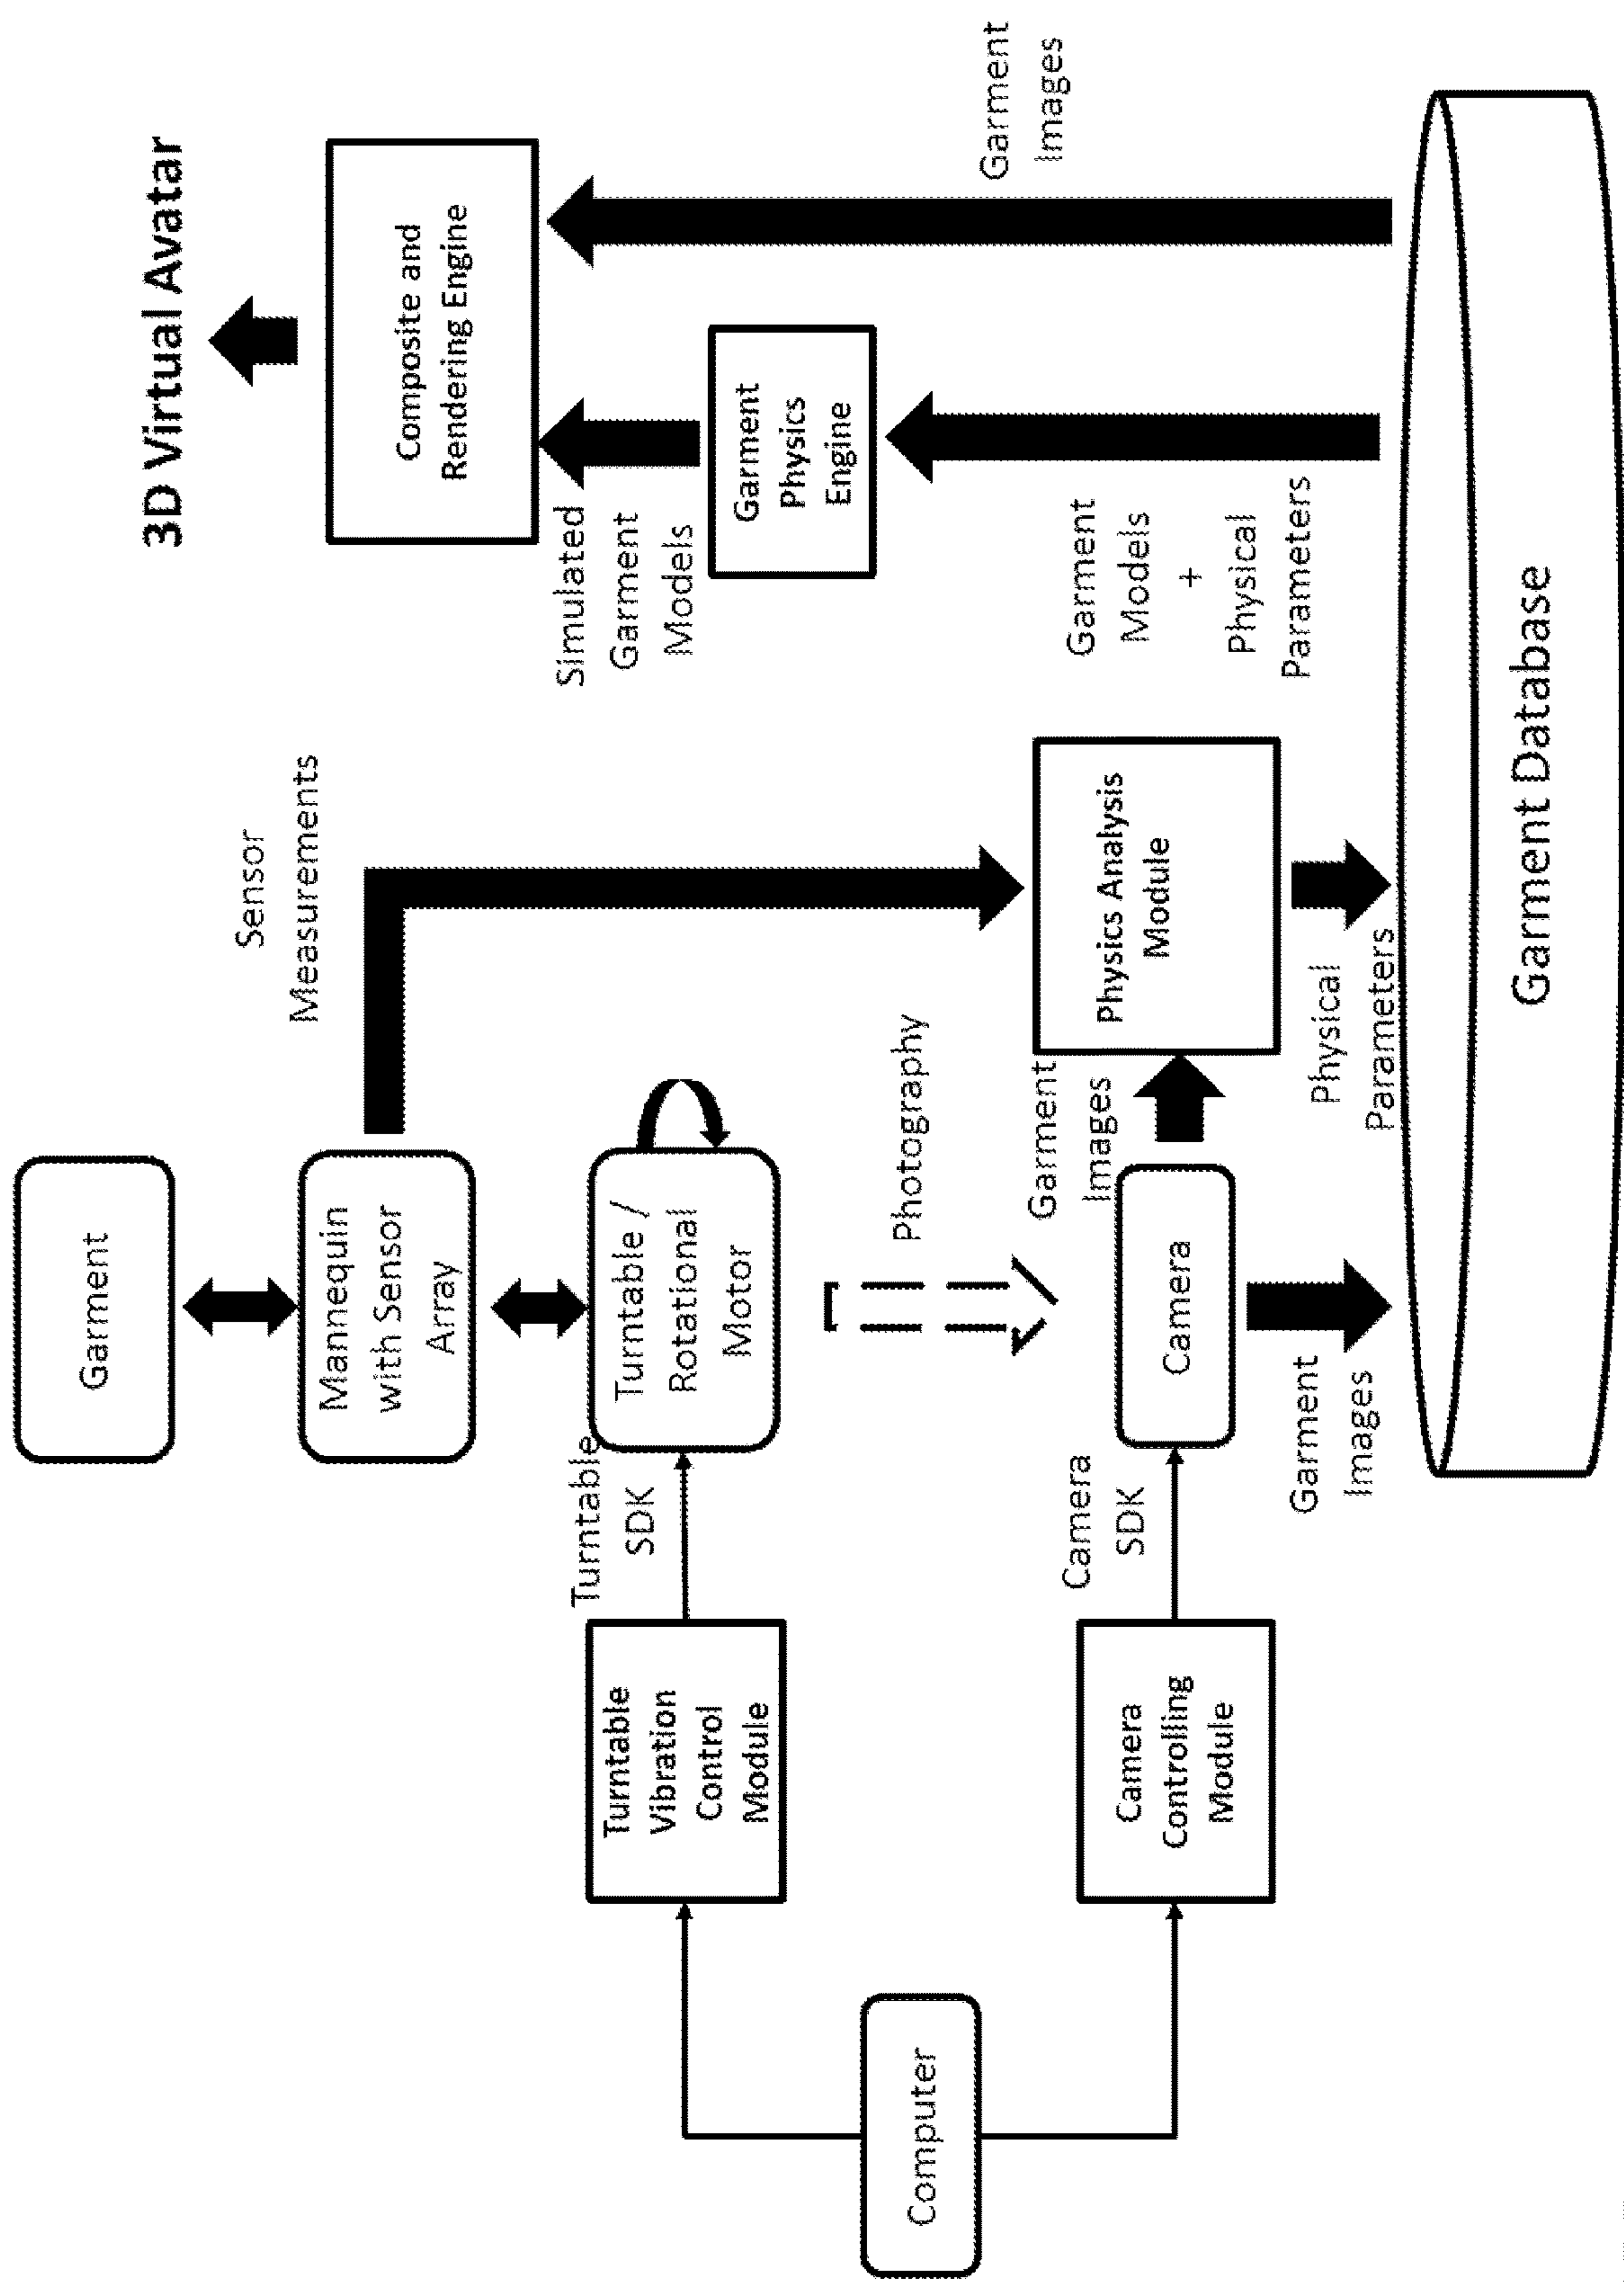 3D Virtual Avatar
Garment
Mannequin
with Sensor
Array
Sensor
Measurements
Composite and
Rendering Engine
Simulated
Garment
Models
Garment
Physics
Engine
Garment
Images
Turntable
Vibration
Control
Module
Turntable
SDK
Turntable /
Rotational
Motor
Photography
Computer
Camera
Controlling
Module
Camera
SDK
Camera
Garment
Images
Physics Analysis
Module
Garment
Models
+
Physical
Parameters
Garment
Images
Physical
Parameters
Garment Database